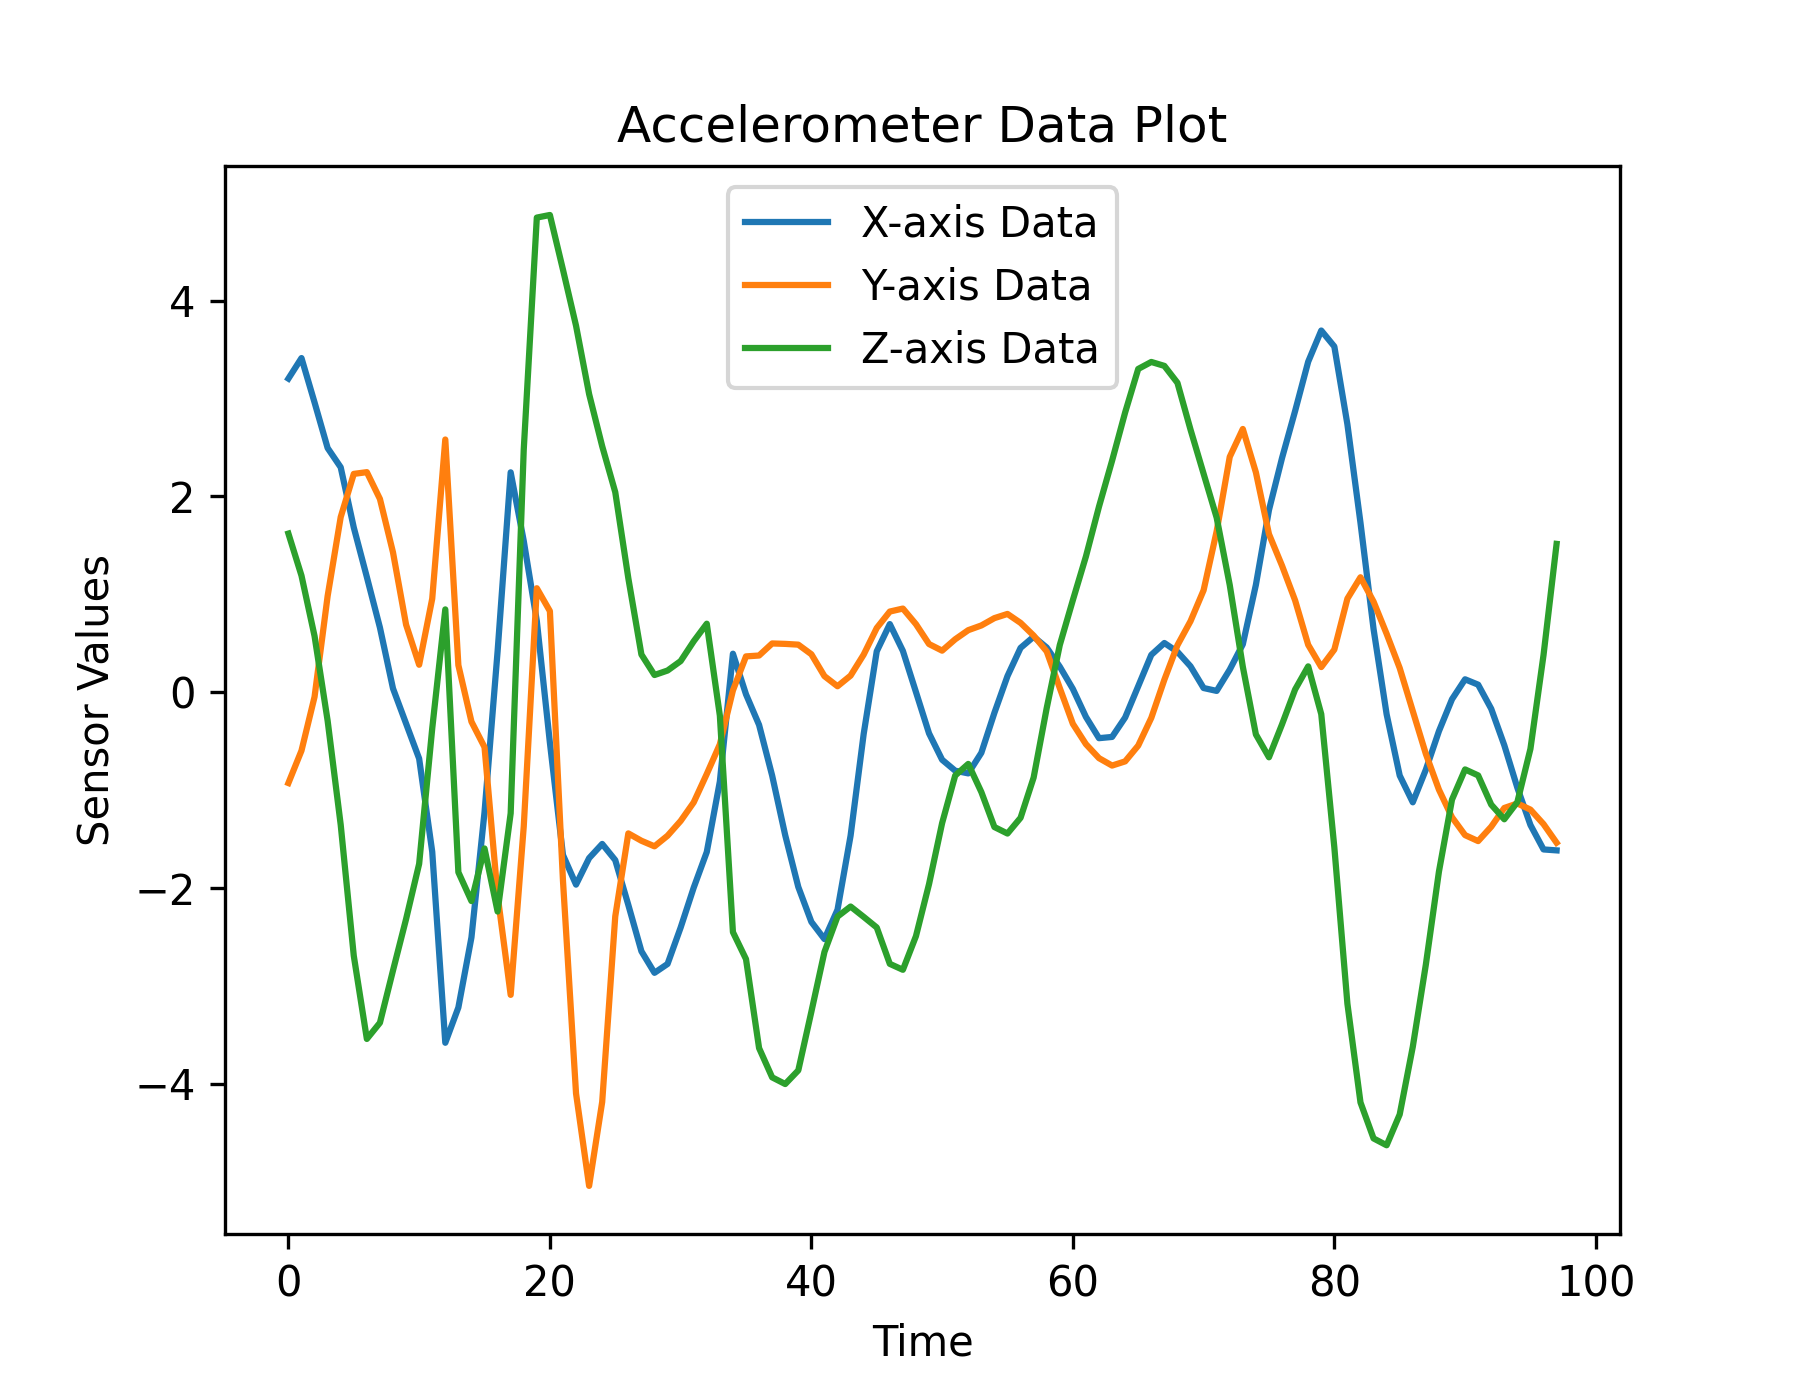 Accelerometer Data Plot
X-axis Data
Y-axis Data
Z-axis Data
Sensor Values
4
2
0
−2
−4
0 20 40 60 80 100
Time